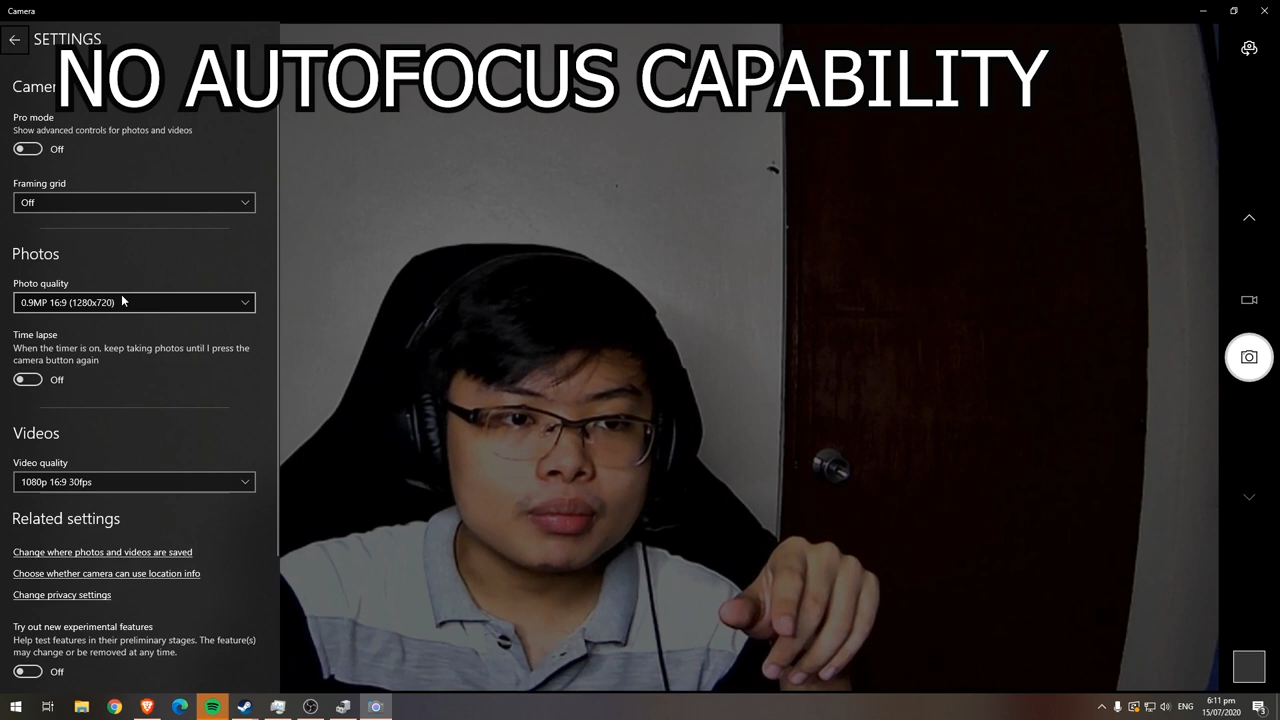 Camera
SETTINGS
NO AUTOFOCUS CAPABILITY
Camer
Pro mode
Show advanced controls for photos and videos
Off
Framing grid
Off
Photos
Photo quality
0.9MP 16:9 (1280x720)
Time lapse
When the timer is on, keep taking photos until I press the
camera button again
Off
Videos
Video quality
1080p 16:9 30fps
Related settings
Change where photos and videos are saved
Choose whether camera can use location info
Change privacy settings
Try out new experimental features
Help test features in their preliminary stages. The feature(s)
may change or be removed at any time.
Off
ENG
6:11 pm
15/07/2020
3